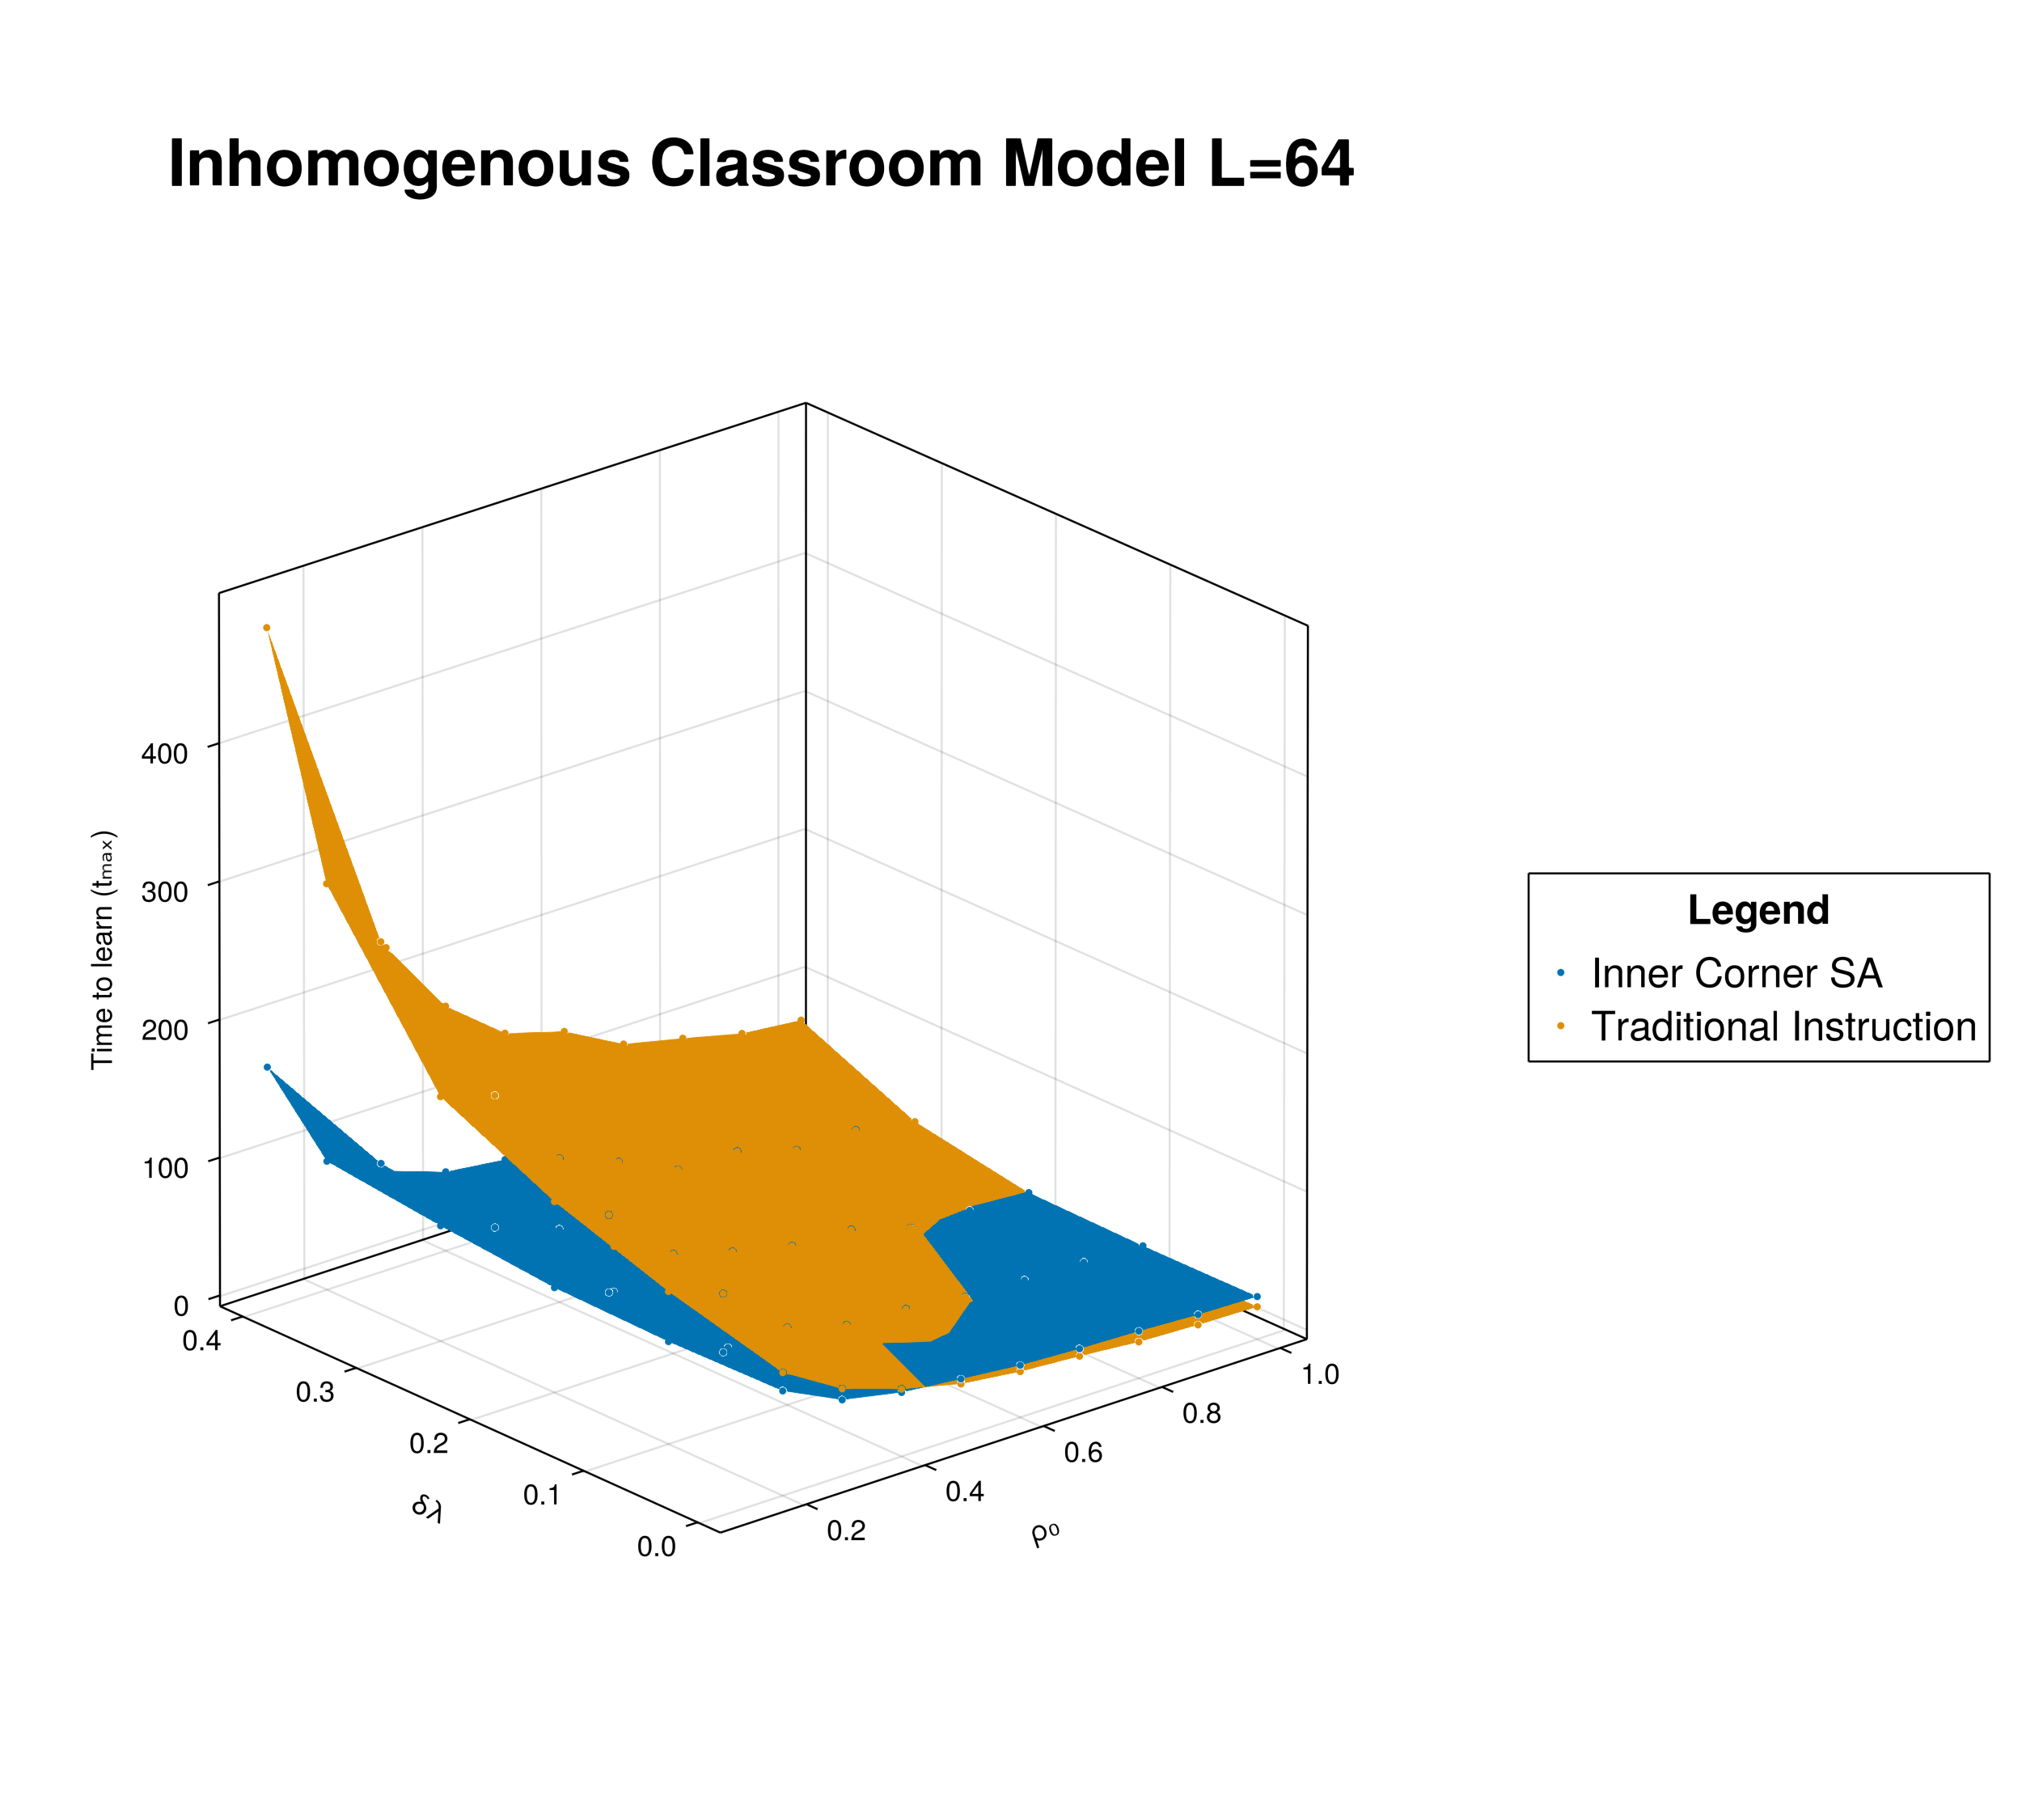 Inhomogenous Classroom Model L=64
400
300
200
100
0
Time to learn (tₘₐₓ)
0.4
0.3
0.2
0.1
0.0
δλ
0.2
0.4
0.6
0.8
1.0
ρ⁰
Legend
Inner Corner SA
Traditional Instruction